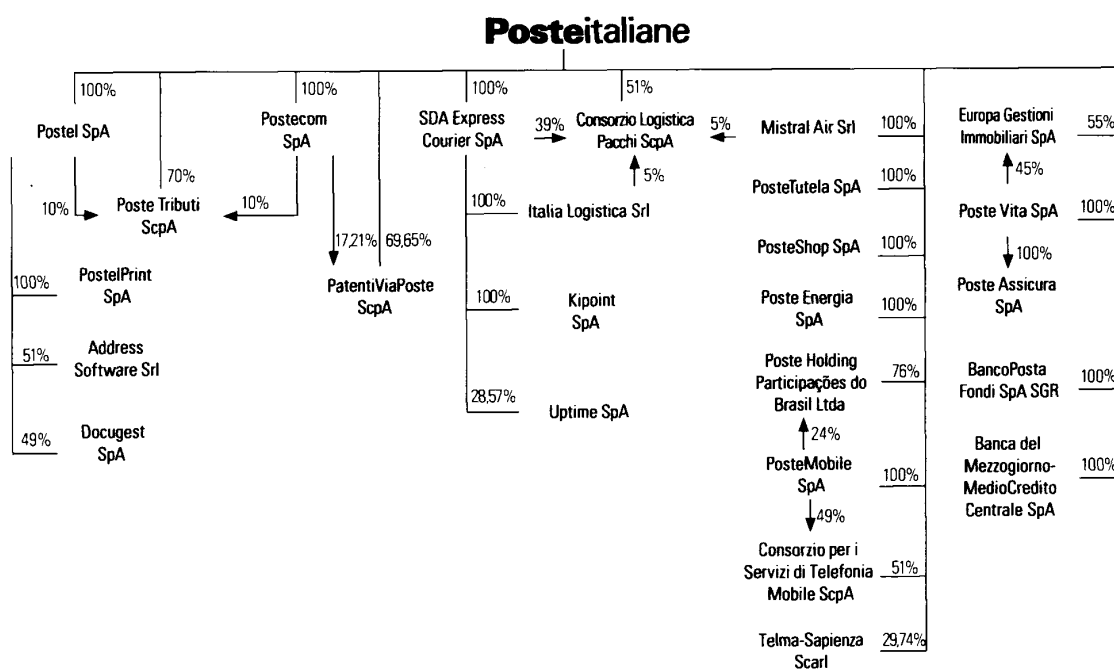 Posteitaliane
100%
100%
100%
51%
Postel SpA
Postecom
SpA
SDA Express
Courier SpA
39%
Consorzio Logistica
Pacchi ScpA
5%
Mistral Air Srl
100%
Europa Gestioni
Immobiliari SpA
55%
70%
5%
45%
10%
Poste Tributi
ScpA
10%
100%
Italia Logistica Srl
PosteTutela SpA
100%
Poste Vita SpA
100%
17,21%
69,65%
PosteShop SpA
100%
100%
Poste Assicura
SpA
100%
PostelPrint
SpA
PatentiViaPoste
ScpA
100%
Kipoint
SpA
Poste Energia
SpA
100%
51%
Address
Software Srl
Poste Holding
Participações do
Brasil Ltda
76%
BancoPosta
Fondi SpA SGR
100%
28,57%
Uptime SpA
24%
49%
Docugest
SpA
PosteMobile
SpA
100%
Banca del
Mezzogiorno-
MedioCredito
Centrale SpA
100%
49%
Consorzio per i
Servizi di Telefonia
Mobile ScpA
51%
Telma-Sapienza
Scarl
29,74%